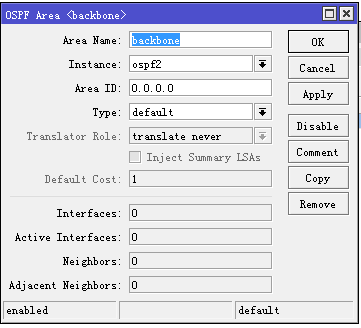 OSPF Area <backbone>
Area Name: backbone
OK
Instance: ospf2
Cancel
Area ID: 0.0.0.0
Apply
Type: default
Disable
Translator Role: translate never
Inject Summary LSAs
Comment
Default Cost: 1
Copy
Remove
Interfaces: 0
Active Interfaces: 0
Neighbors: 0
Adjacent Neighbors: 0
enabled
default